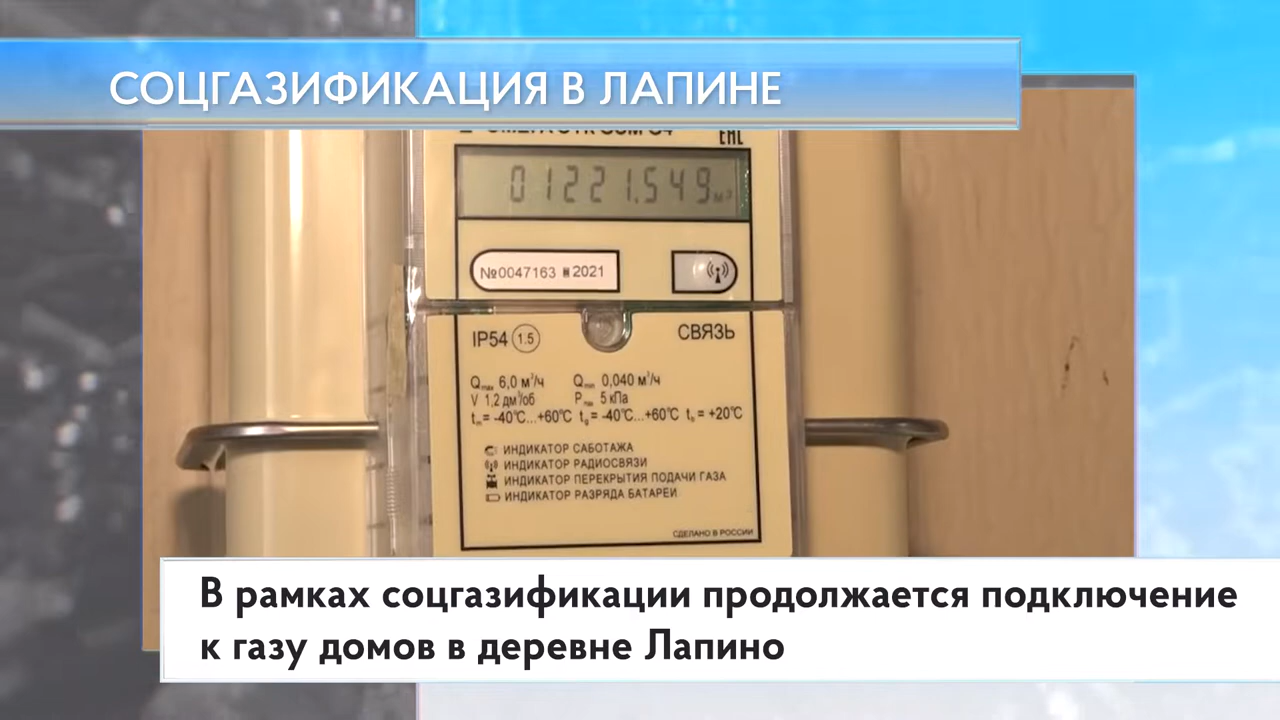 СОЦГАЗИФИКАЦИЯ В ЛАПИНЕ
ЕАС
01221.549 м³
№0047163 2021
IP54 1.5 СВЯЗЬ
Qmax 6,0 м³/ч Qmin 0,040 м³/ч
V 1,2 дм³/об Pmax 5 кПа
tm= -40°C...+60°C tg= -40°C...+60°C tb= +20°C
ИНДИКАТОР САБОТАЖА
ИНДИКАТОР РАДИОСВЯЗИ
ИНДИКАТОР ПЕРЕКРЫТИЯ ПОДАЧИ ГАЗА
ИНДИКАТОР РАЗРЯДА БАТАРЕИ
СДЕЛАНО В РОССИИ
В рамках соцгазификации продолжается подключение
к газу домов в деревне Лапино